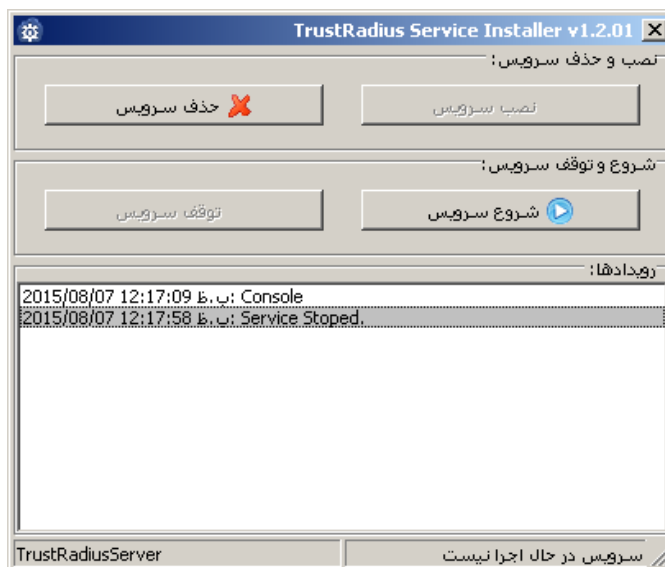 TrustRadius Service Installer v1.2.01
نصب و حذف سرویس:
نصب سرویس
حذف سرویس
شروع و توقف سرویس:
شروع سرویس
توقف سرویس
رویدادها:
2015/08/07 12:17:09 ب.ظ: Console
2015/08/07 12:17:58 ب.ظ: Service Stoped.
سرویس در حال اجرا نیست
TrustRadiusServer